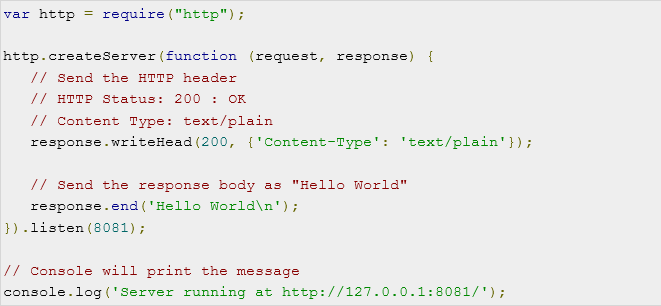 var http = require("http");

http.createServer(function (request, response) {
   // Send the HTTP header
   // HTTP Status: 200 : OK
   // Content Type: text/plain
   response.writeHead(200, {'Content-Type': 'text/plain'});

   // Send the response body as "Hello World"
   response.end('Hello World\n');
}).listen(8081);

// Console will print the message
console.log('Server running at http://127.0.0.1:8081/');